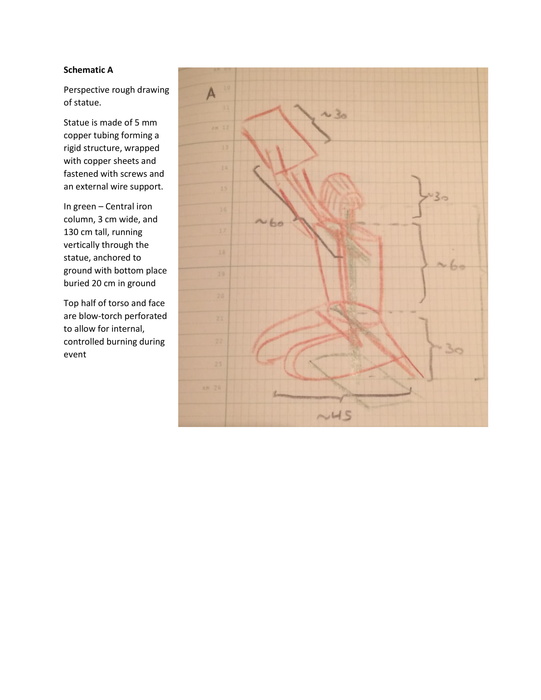 Schematic A
Perspective rough drawing
of statue.
Statue is made of 5 mm
copper tubing forming a
rigid structure, wrapped
with copper sheets and
fastened with screws and
an external wire support.
In green – Central iron
column, 3 cm wide, and
130 cm tall, running
vertically through the
statue, anchored to
ground with bottom place
buried 20 cm in ground
Top half of torso and face
are blow-torch perforated
to allow for internal,
controlled burning during
event
A
~30
~30
~60
~60
~30
~45